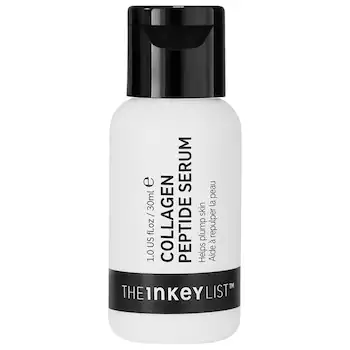 COLLAGEN
PEPTIDE SERUM
Helps plump skin
Aide à repulper la peau
1.0 US fl.oz / 30ml ℮
THE INKEY LIST™